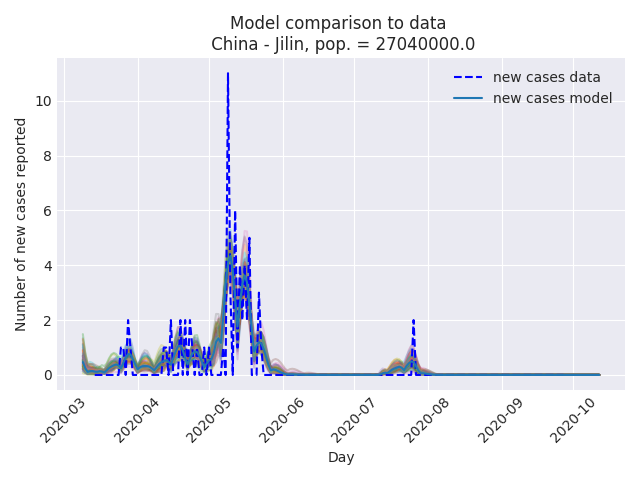 Model comparison to data
China - Jilin, pop. = 27040000.0
new cases data
new cases model
Number of new cases reported
10
8
6
4
2
0
2020-03
2020-04
2020-05
2020-06
2020-07
2020-08
2020-09
2020-10
Day